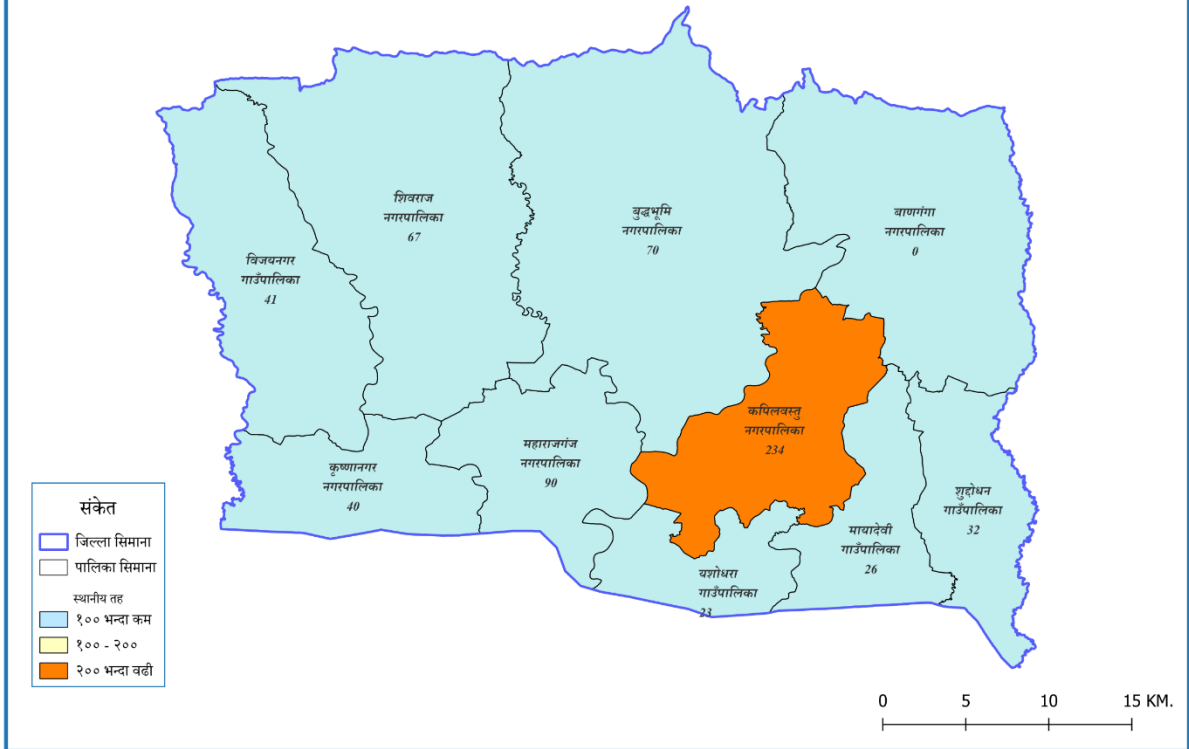 शिवराज
नगरपालिका
67
बुद्धभूमि
नगरपालिका
70
बाणगंगा
नगरपालिका
0
विजयनगर
गाउँपालिका
41
कपिलवस्तु
नगरपालिका
234
महाराजगंज
नगरपालिका
90
कृष्णानगर
नगरपालिका
40
शुद्दोधन
गाउँपालिका
32
मायादेवी
गाउँपालिका
26
यशोधरा
गाउँपालिका
23
संकेत
जिल्ला सिमाना
पालिका सिमाना
स्थानीय तह
१०० भन्दा कम
१०० - २००
२०० भन्दा वढी
0 5 10 15 KM.